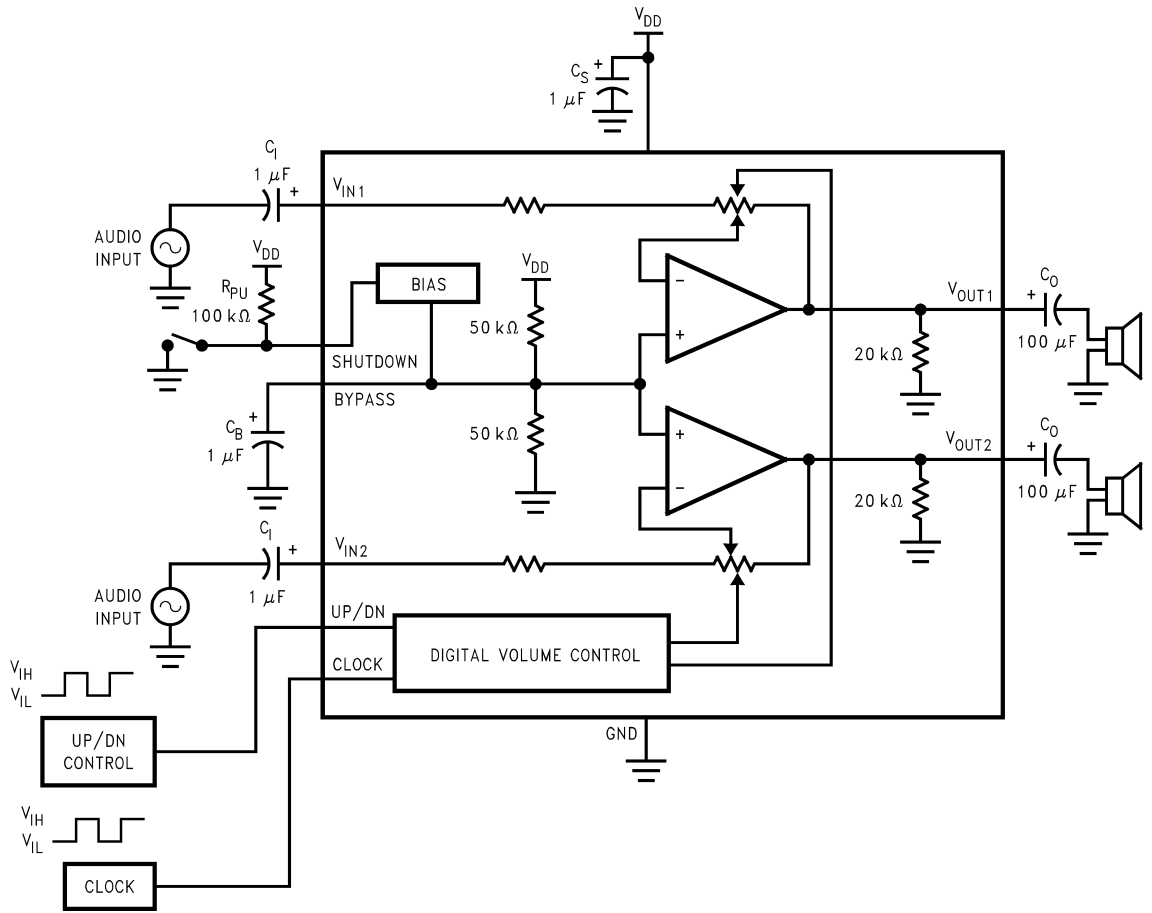 VDD
CS
+
1 μF
CI
1 μF
+
VIN1
AUDIO
INPUT
VDD
RPU
100 kΩ
BIAS
VDD
50 kΩ
−
+
VOUT1
+
CO
100 μF
20 kΩ
SHUTDOWN
BYPASS
+
CB
1 μF
50 kΩ
+
−
VOUT2
+
CO
100 μF
20 kΩ
CI
+
1 μF
VIN2
AUDIO
INPUT
UP/DN
CLOCK
DIGITAL VOLUME CONTROL
VIH
VIL
UP/DN
CONTROL
GND
VIH
VIL
CLOCK